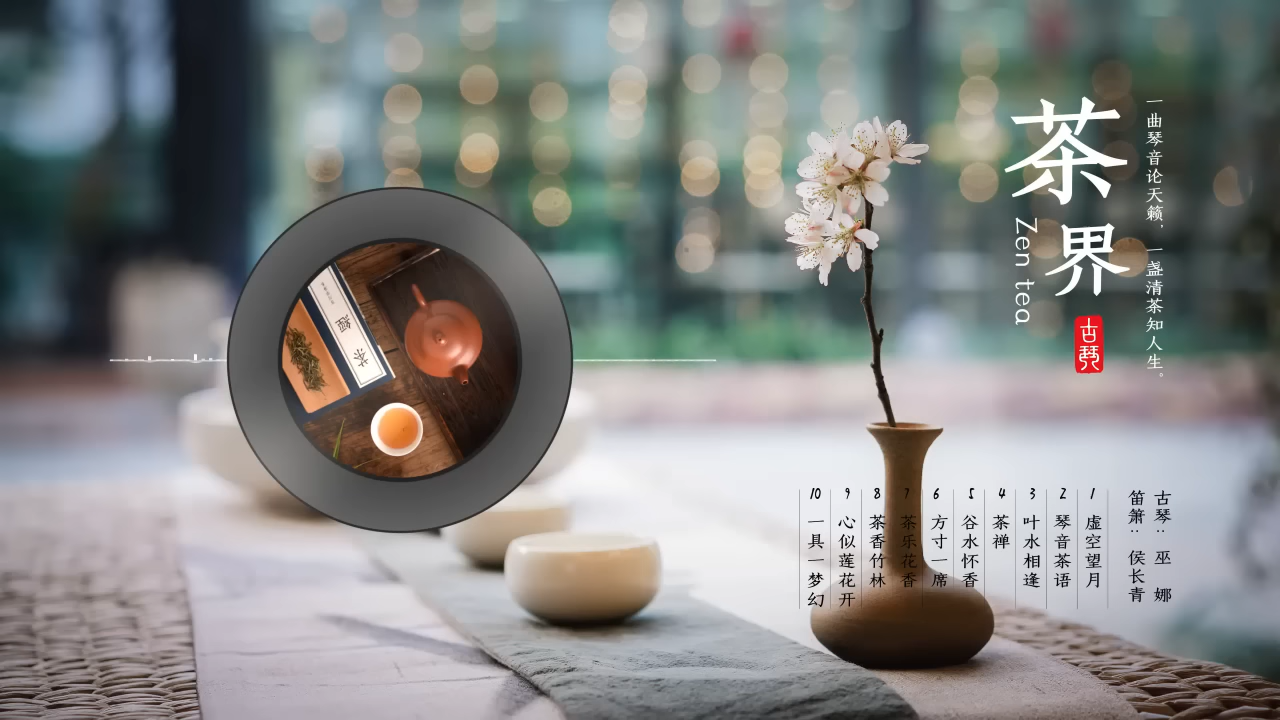 一曲琴音论天籁，一盏清茶知人生。
茶界
Zen tea
古琴
古琴：巫 娜
笛箫：侯长青
1 虚空望月
2 琴音茶语
3 叶水相逢
4 茶禅
5 谷水怀香
6 方寸一席
7 茶乐花香
8 茶香竹林
9 心似莲花开
10 一具一梦幻